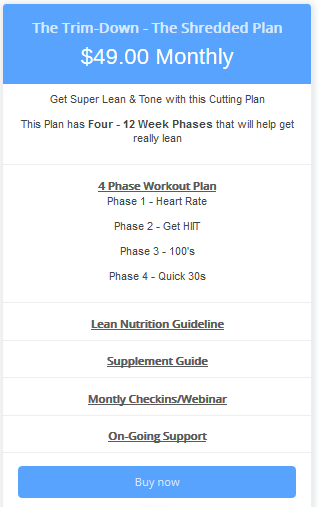 The Trim-Down - The Shredded Plan
$49.00 Monthly
Get Super Lean & Tone with this Cutting Plan
This Plan has Four - 12 Week Phases that will help get
really lean
4 Phase Workout Plan
Phase 1 - Heart Rate
Phase 2 - Get HIIT
Phase 3 - 100's
Phase 4 - Quick 30s
Lean Nutrition Guideline
Supplement Guide
Montly Checkins/Webinar
On-Going Support
Buy now